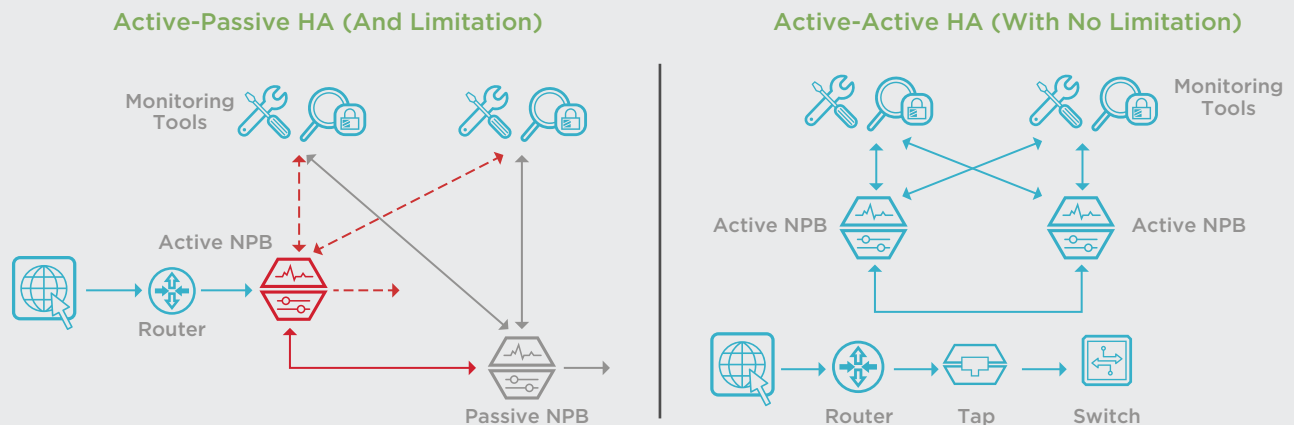 Active-Passive HA (And Limitation)
Monitoring
Tools
Active NPB
Router
Passive NPB
Active-Active HA (With No Limitation)
Monitoring
Tools
Active NPB
Active NPB
Router
Tap
Switch